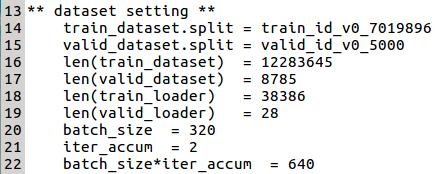 13 ** dataset setting **
14     train_dataset.split = train_id_v0_7019896
15     valid_dataset.split = valid_id_v0_5000
16     len(train_dataset)  = 12283645
17     len(valid_dataset)  = 8785
18     len(train_loader)   = 38386
19     len(valid_loader)   = 28
20     batch_size  = 320
21     iter_accum  = 2
22     batch_size*iter_accum  = 640